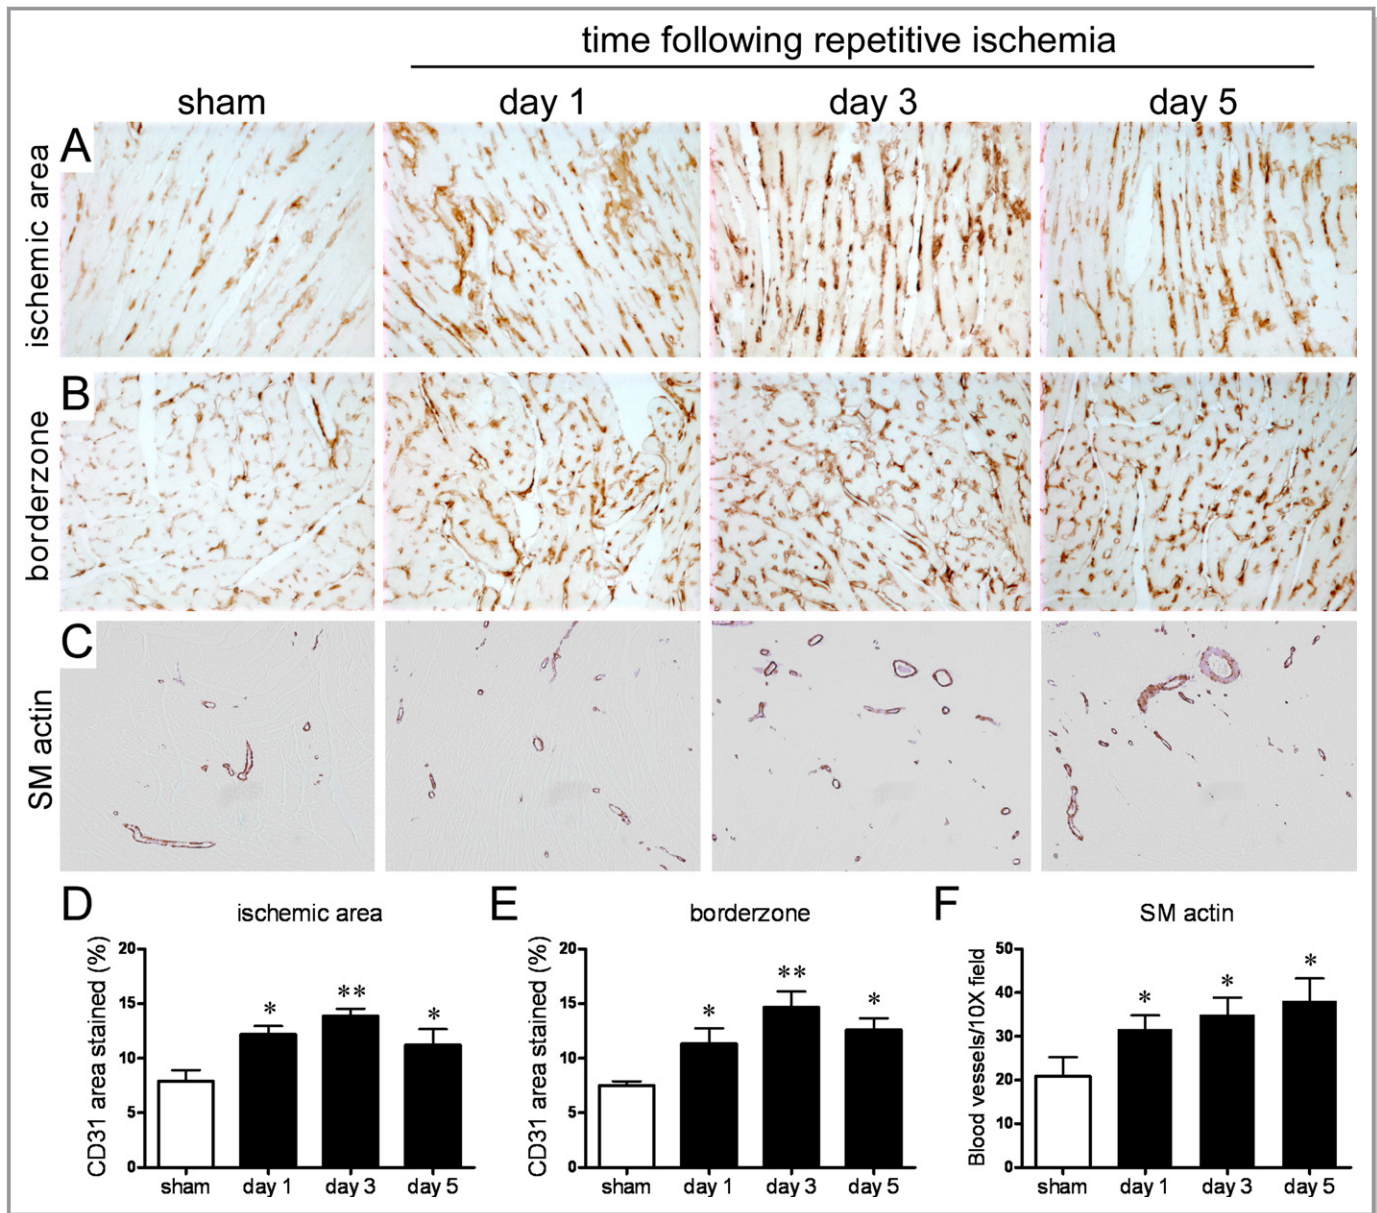 time following repetitive ischemia
sham day 1 day 3 day 5
A
ischemic area
B
borderzone
C
SM actin
D ischemic area
CD31 area stained (%)
20
15
10
5
0
* ** *
sham day 1 day 3 day 5
E borderzone
CD31 area stained (%)
20
15
10
5
0
* ** *
sham day 1 day 3 day 5
F SM actin
Blood vessels/10X field
50
40
30
20
10
0
* * *
sham day 1 day 3 day 5